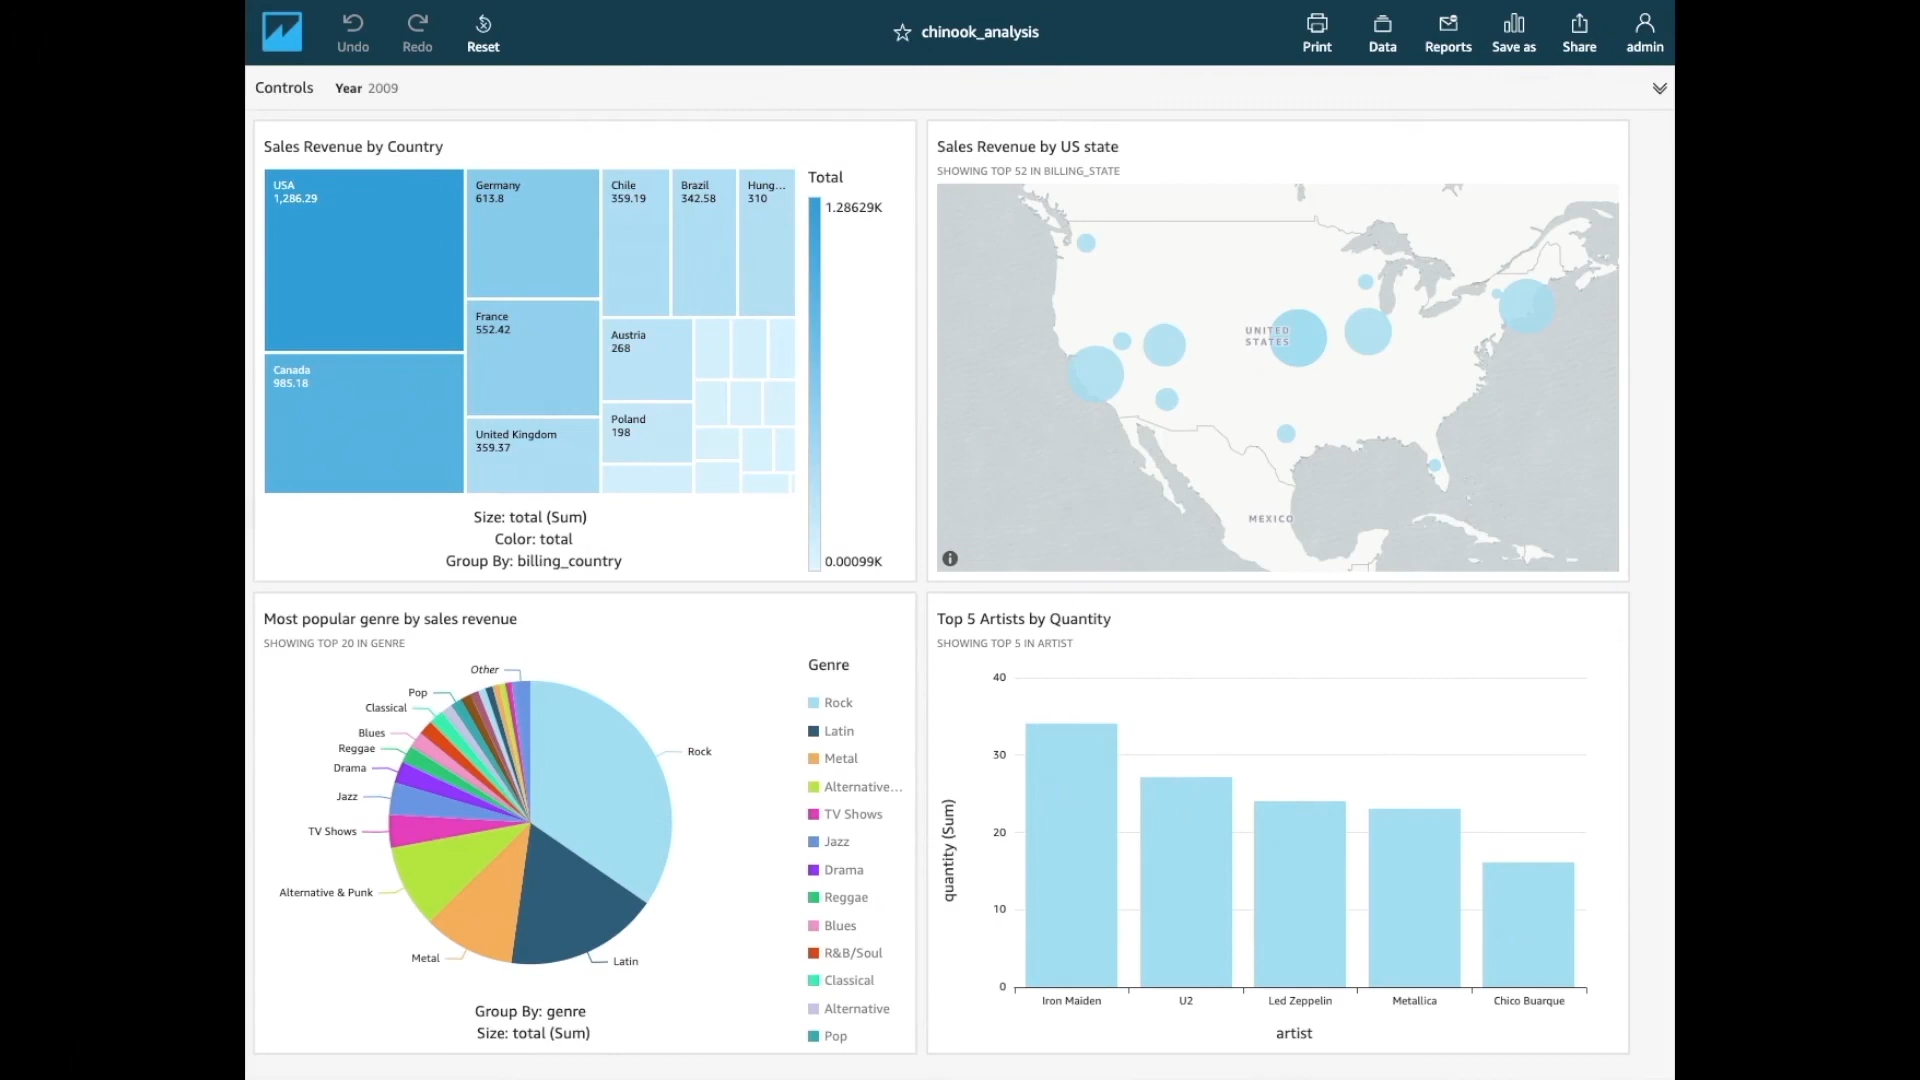 Undo
Redo
Reset
chinook_analysis
Print
Data
Reports
Save as
Share
admin
Controls
Year 2009
Sales Revenue by Country
USA
1,286.29
Canada
985.18
Germany
613.8
France
552.42
United Kingdom
359.37
Chile
359.19
Brazil
342.58
Hung...
310
Austria
268
Poland
198
Total
1.28629K
0.00099K
Size: total (Sum)
Color: total
Group By: billing_country
Sales Revenue by US state
SHOWING TOP 52 IN BILLING_STATE
UNITED
STATES
MEXICO
Most popular genre by sales revenue
SHOWING TOP 20 IN GENRE
Other
Pop
Classical
Blues
Reggae
Drama
Jazz
TV Shows
Alternative & Punk
Metal
Latin
Rock
Group By: genre
Size: total (Sum)
Genre
Rock
Latin
Metal
Alternative...
TV Shows
Jazz
Drama
Reggae
Blues
R&B/Soul
Classical
Alternative
Pop
Top 5 Artists by Quantity
SHOWING TOP 5 IN ARTIST
quantity (Sum)
40
30
20
10
0
Iron Maiden
U2
Led Zeppelin
Metallica
Chico Buarque
artist